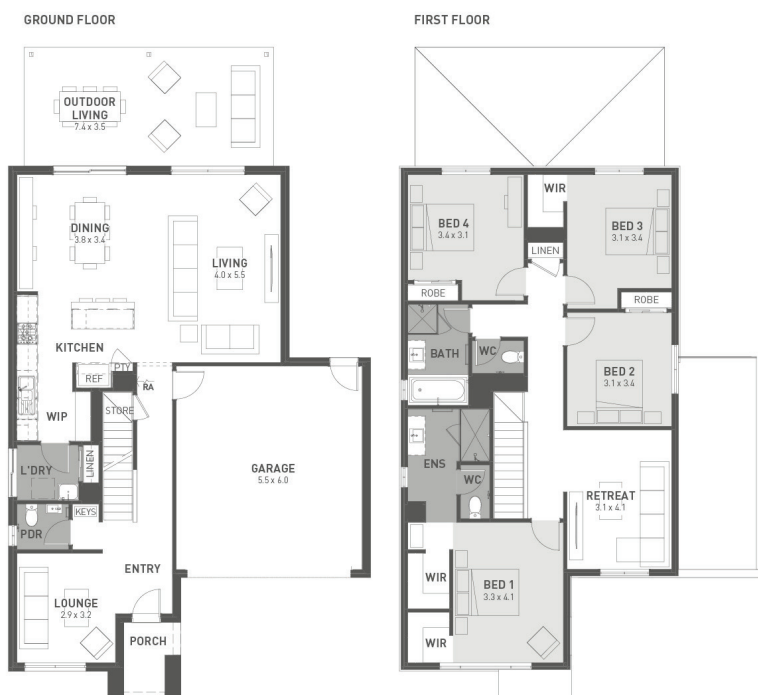 GROUND FLOOR
OUTDOOR
LIVING
7.4 x 3.5
DINING
3.8 x 3.4
LIVING
4.0 x 5.5
KITCHEN
REF
PTY
RA
WIP
STORE
L'DRY
LINEN
GARAGE
5.5 x 6.0
PDR
KEYS
ENTRY
LOUNGE
2.9 x 3.2
PORCH
FIRST FLOOR
WIR
BED 4
3.4 x 3.1
BED 3
3.1 x 3.4
LINEN
ROBE
ROBE
BATH
WC
BED 2
3.1 x 3.4
ENS
WC
RETREAT
3.1 x 4.1
WIR
BED 1
3.3 x 4.1
WIR